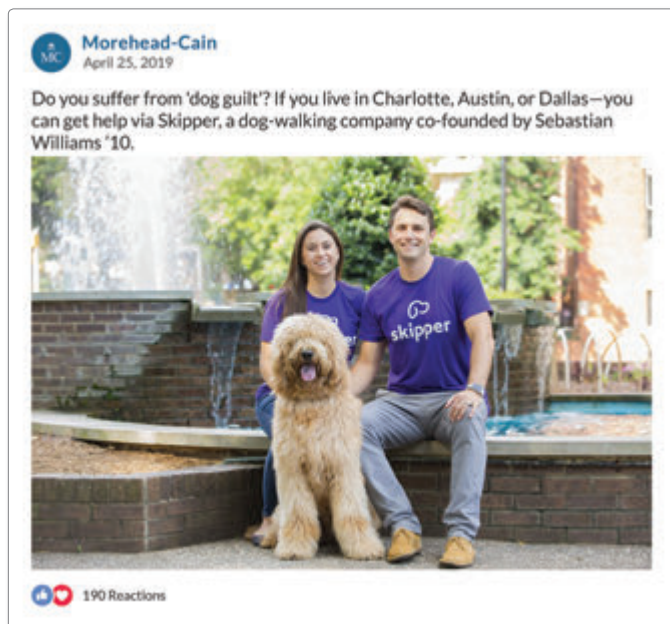 MC
Morehead-Cain
April 25, 2019
Do you suffer from 'dog guilt'? If you live in Charlotte, Austin, or Dallas—you
can get help via Skipper, a dog-walking company co-founded by Sebastian
Williams ‘10.
skipper
190 Reactions